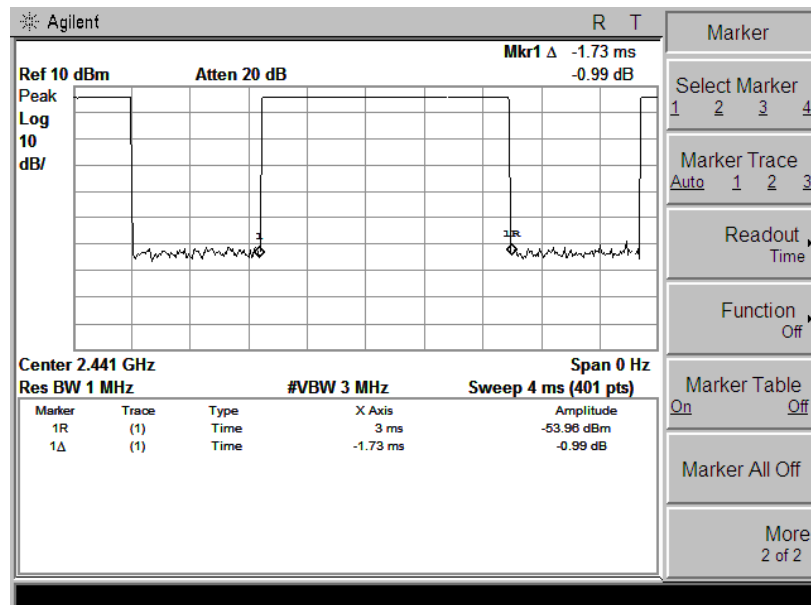 Agilent R T
Mkr1 Δ -1.73 ms
Ref 10 dBm Atten 20 dB -0.99 dB
Peak
Log
10
dB/
1
1R
Center 2.441 GHz Span 0 Hz
Res BW 1 MHz #VBW 3 MHz Sweep 4 ms (401 pts)
Marker Trace Type X Axis Amplitude
1R (1) Time 3 ms -53.96 dBm
1Δ (1) Time -1.73 ms -0.99 dB
Marker
Select Marker
1 2 3 4
Marker Trace
Auto 1 2 3
Readout
Time
Function
Off
Marker Table
On Off
Marker All Off
More
2 of 2